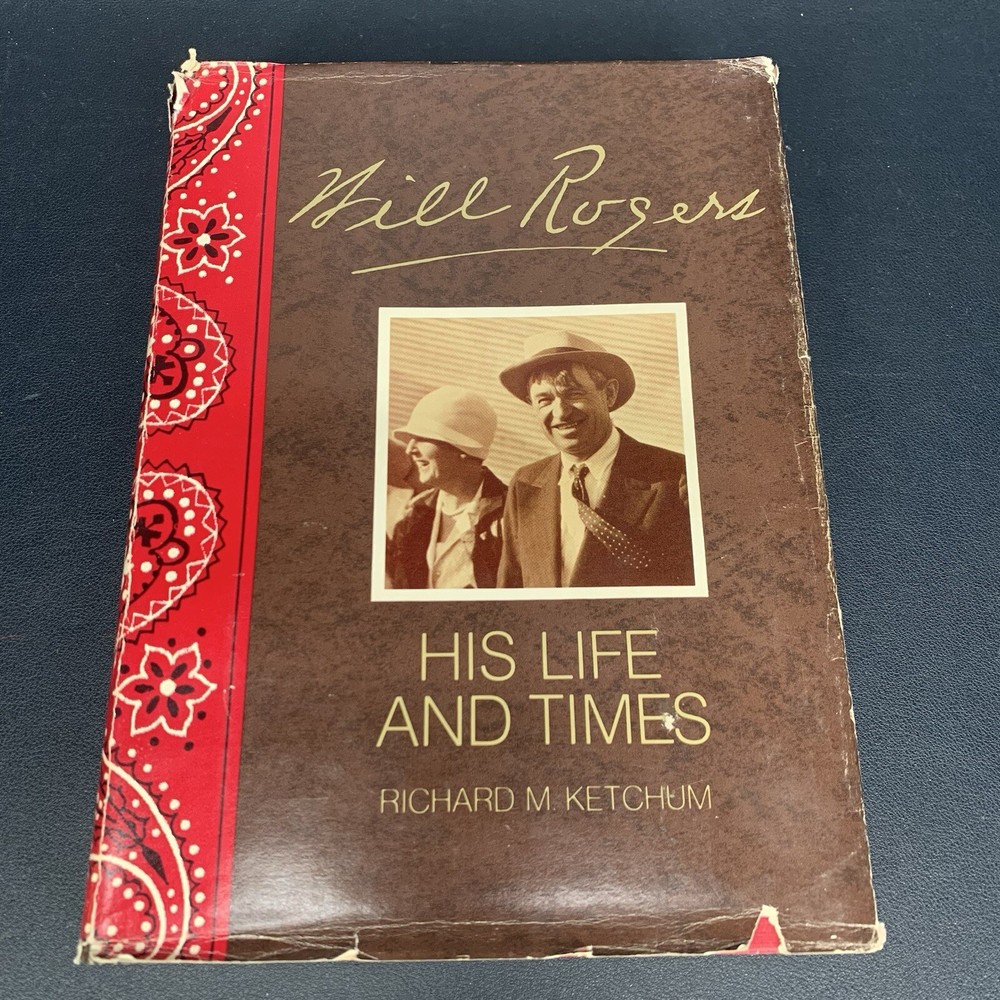 Will Rogers
HIS LIFE
AND TIMES
RICHARD M. KETCHUM